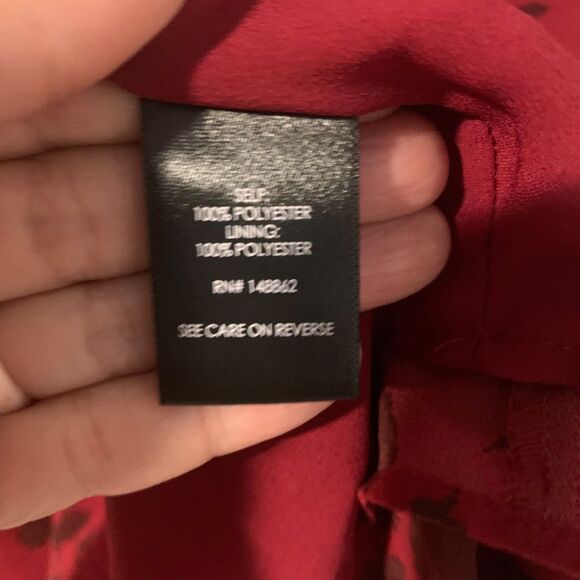 SELF:
100% POLYESTER
LINING:
100% POLYESTER
RN# 148862
SEE CARE ON REVERSE